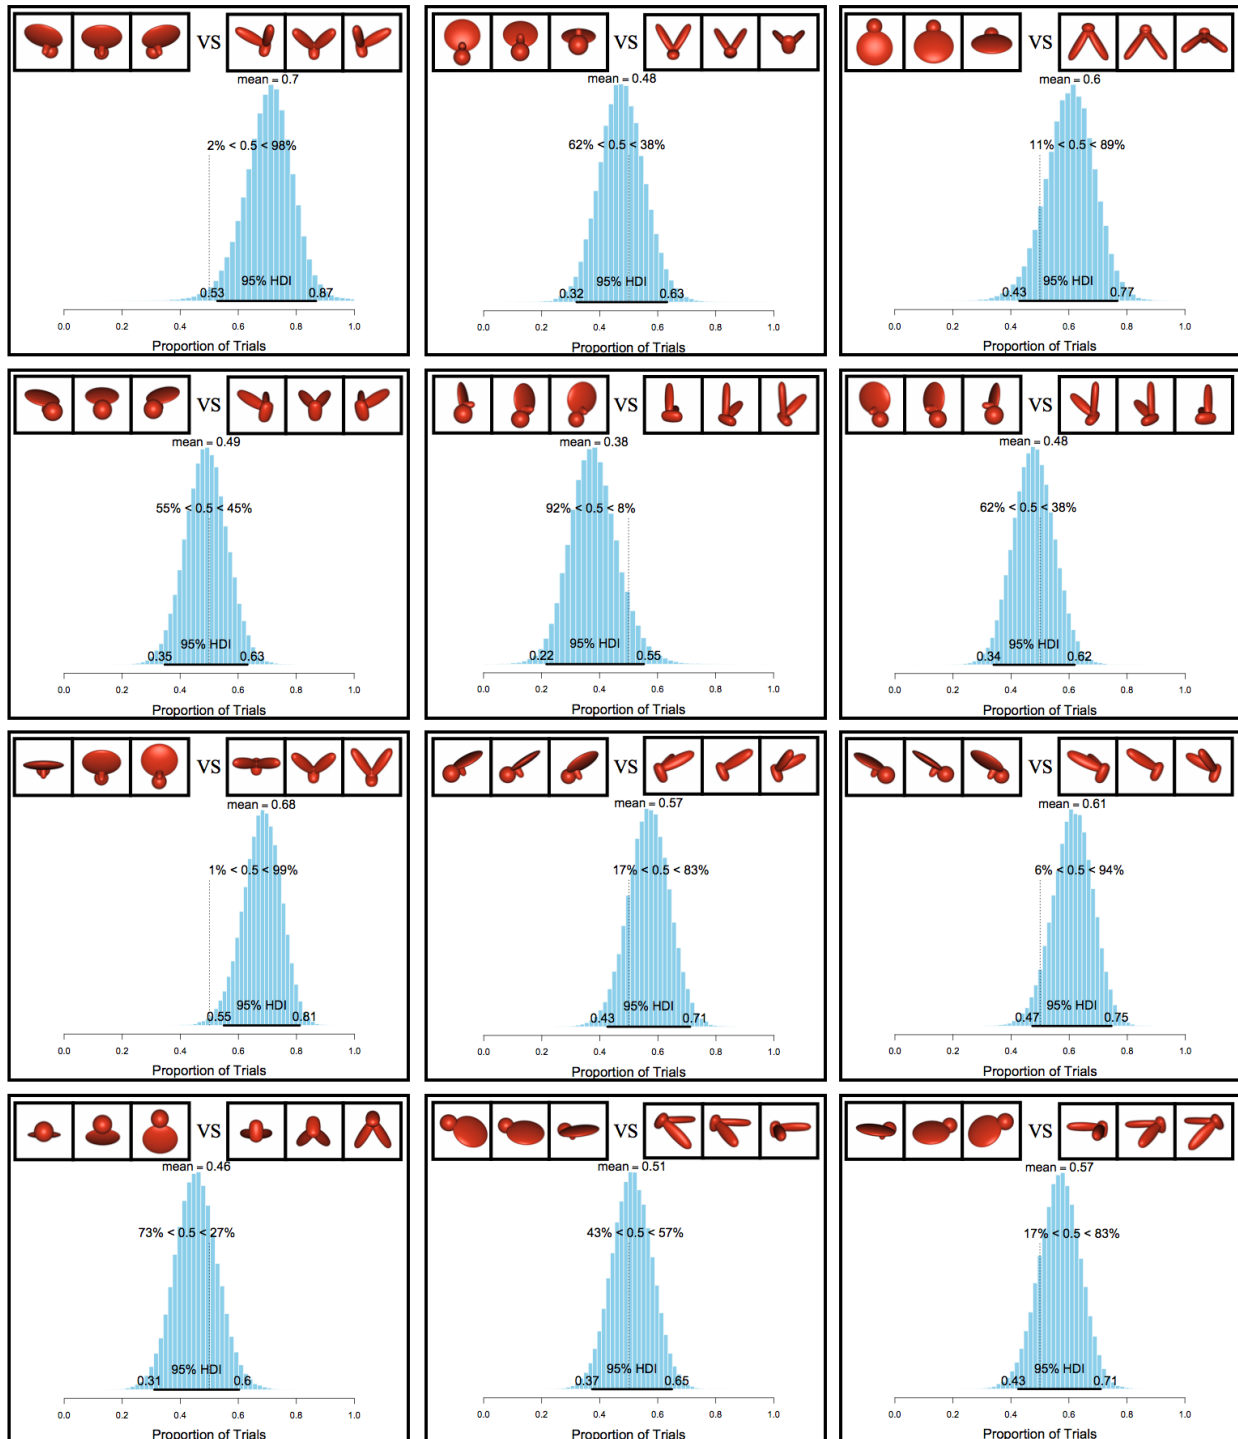 VS
mean = 0.7
2% < 0.5 < 98%
95% HDI
0.53 0.87
0.0 0.2 0.4 0.6 0.8 1.0
Proportion of Trials
VS
mean = 0.48
62% < 0.5 < 38%
95% HDI
0.32 0.63
0.0 0.2 0.4 0.6 0.8 1.0
Proportion of Trials
VS
mean = 0.6
11% < 0.5 < 89%
95% HDI
0.43 0.77
0.0 0.2 0.4 0.6 0.8 1.0
Proportion of Trials
VS
mean = 0.49
55% < 0.5 < 45%
95% HDI
0.35 0.63
0.0 0.2 0.4 0.6 0.8 1.0
Proportion of Trials
VS
mean = 0.38
92% < 0.5 < 8%
95% HDI
0.22 0.55
0.0 0.2 0.4 0.6 0.8 1.0
Proportion of Trials
VS
mean = 0.48
62% < 0.5 < 38%
95% HDI
0.34 0.62
0.0 0.2 0.4 0.6 0.8 1.0
Proportion of Trials
VS
mean = 0.68
1% < 0.5 < 99%
95% HDI
0.55 0.81
0.0 0.2 0.4 0.6 0.8 1.0
Proportion of Trials
VS
mean = 0.57
17% < 0.5 < 83%
95% HDI
0.43 0.71
0.0 0.2 0.4 0.6 0.8 1.0
Proportion of Trials
VS
mean = 0.61
6% < 0.5 < 94%
95% HDI
0.47 0.75
0.0 0.2 0.4 0.6 0.8 1.0
Proportion of Trials
VS
mean = 0.46
73% < 0.5 < 27%
95% HDI
0.31 0.6
0.0 0.2 0.4 0.6 0.8 1.0
Proportion of Trials
VS
mean = 0.51
43% < 0.5 < 57%
95% HDI
0.37 0.65
0.0 0.2 0.4 0.6 0.8 1.0
Proportion of Trials
VS
mean = 0.57
17% < 0.5 < 83%
95% HDI
0.43 0.71
0.0 0.2 0.4 0.6 0.8 1.0
Proportion of Trials